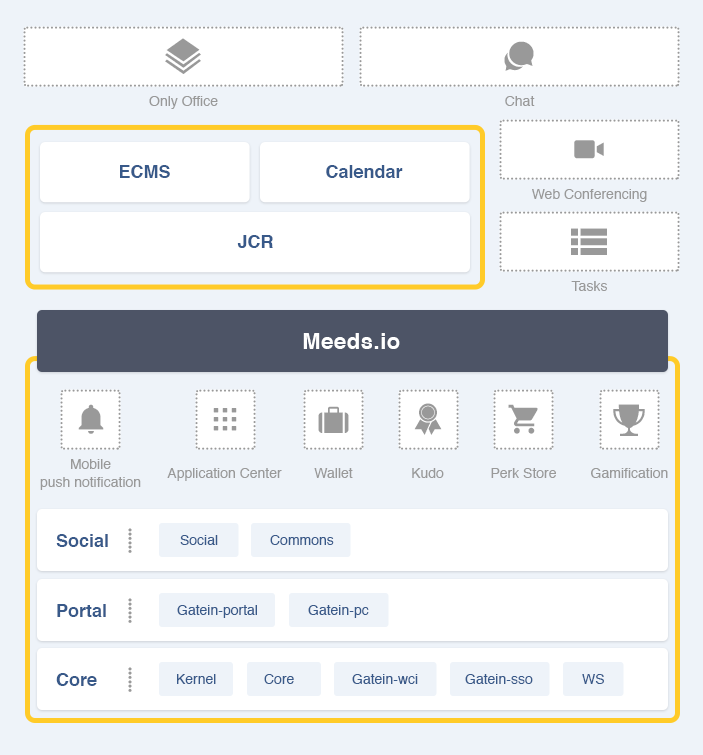 Only Office
Chat
ECMS
Calendar
Web Conferencing
JCR
Tasks
Meeds.io
Mobile
push notification
Application Center
Wallet
Kudo
Perk Store
Gamification
Social
Social
Commons
Portal
Gatein-portal
Gatein-pc
Core
Kernel
Core
Gatein-wci
Gatein-sso
WS